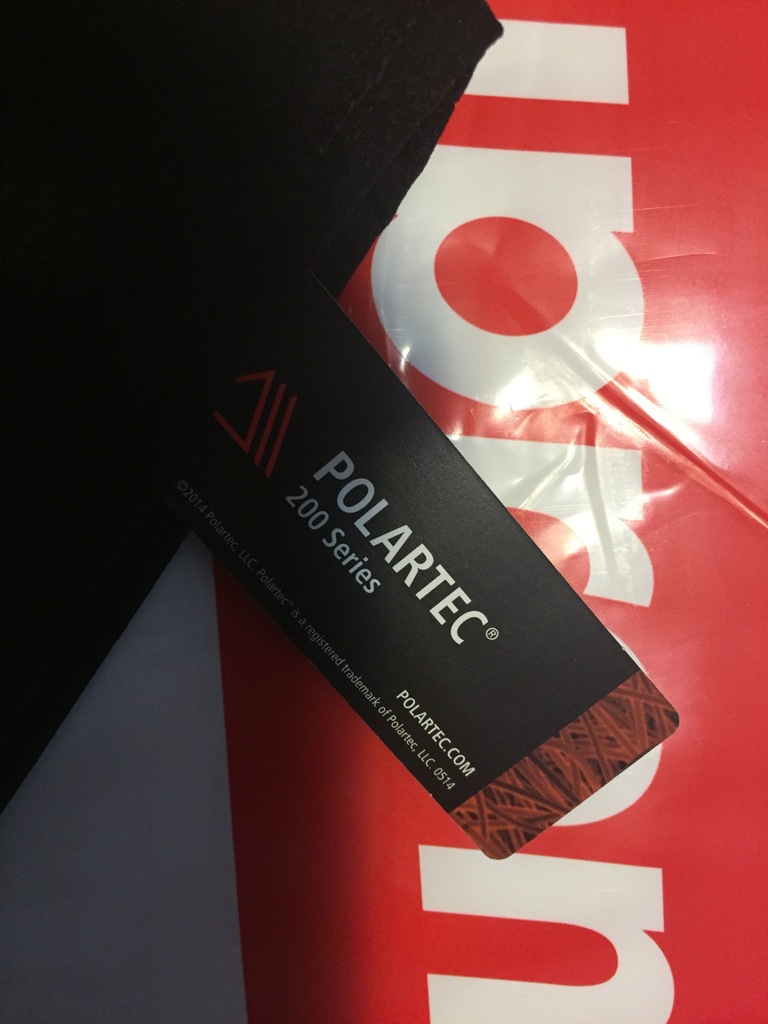 POLARTEC®
200 Series
POLARTEC.COM
©2014 Polartec, LLC. Polartec® is a registered trademark of Polartec, LLC. 0514